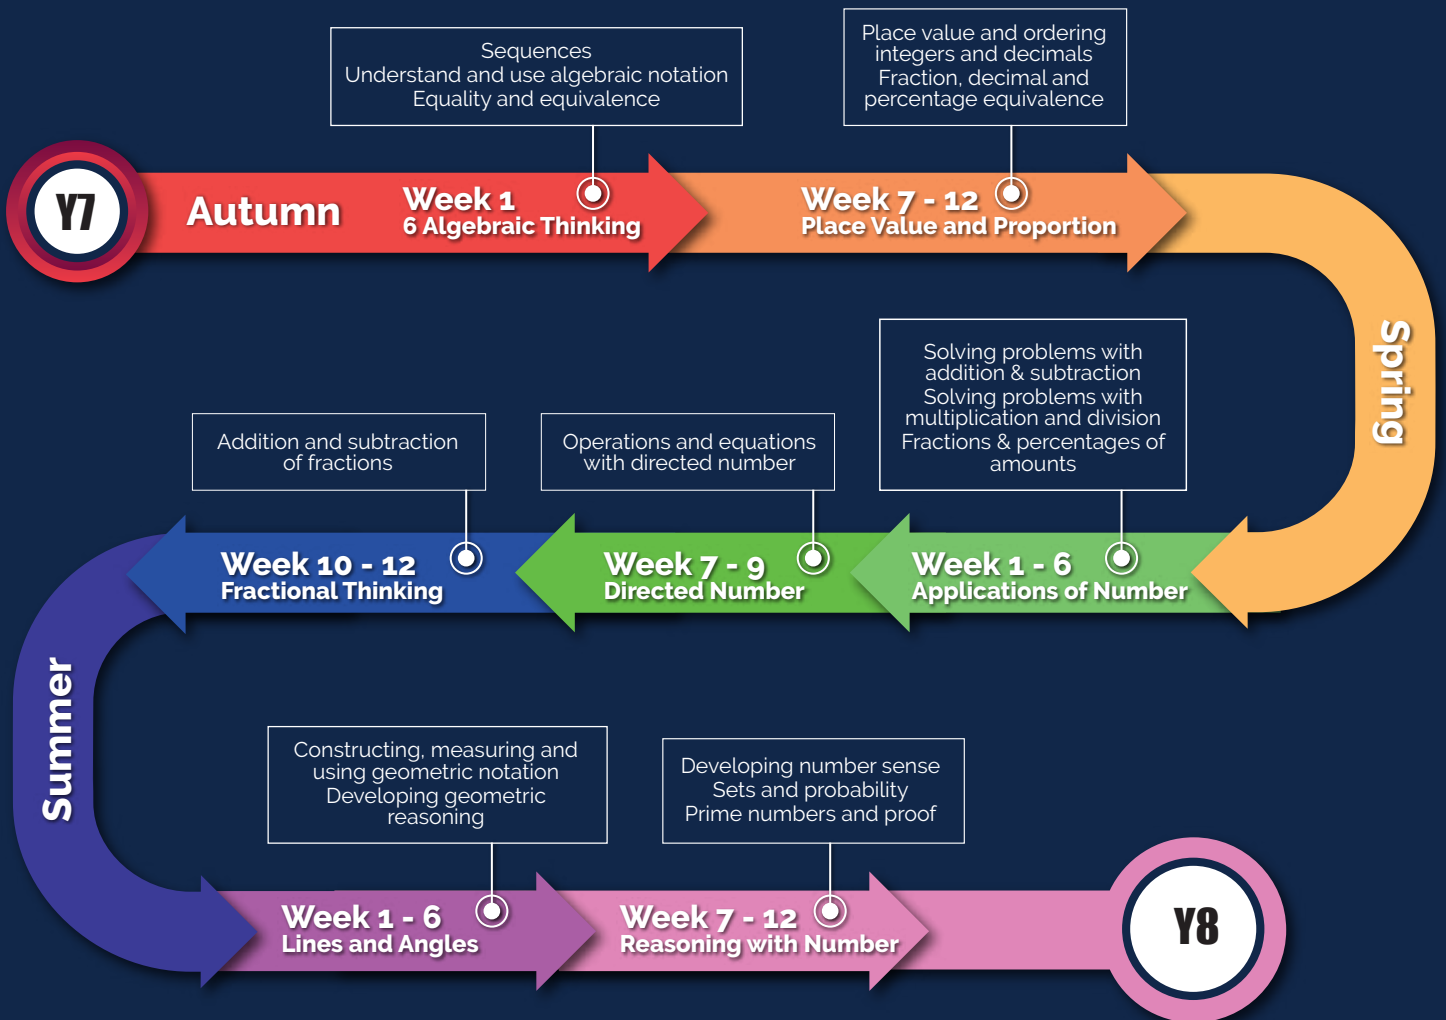 Sequences
Understand and use algebraic notation
Equality and equivalence
Place value and ordering
integers and decimals
Fraction, decimal and
percentage equivalence
Y7
Autumn
Week 1
6 Algebraic Thinking
Week 7 - 12
Place Value and Proportion
Spring
Solving problems with
addition & subtraction
Solving problems with
multiplication and division
Fractions & percentages of
amounts
Week 1 - 6
Applications of Number
Operations and equations
with directed number
Week 7 - 9
Directed Number
Addition and subtraction
of fractions
Week 10 - 12
Fractional Thinking
Summer
Constructing, measuring and
using geometric notation
Developing geometric
reasoning
Week 1 - 6
Lines and Angles
Developing number sense
Sets and probability
Prime numbers and proof
Week 7 - 12
Reasoning with Number
Y8